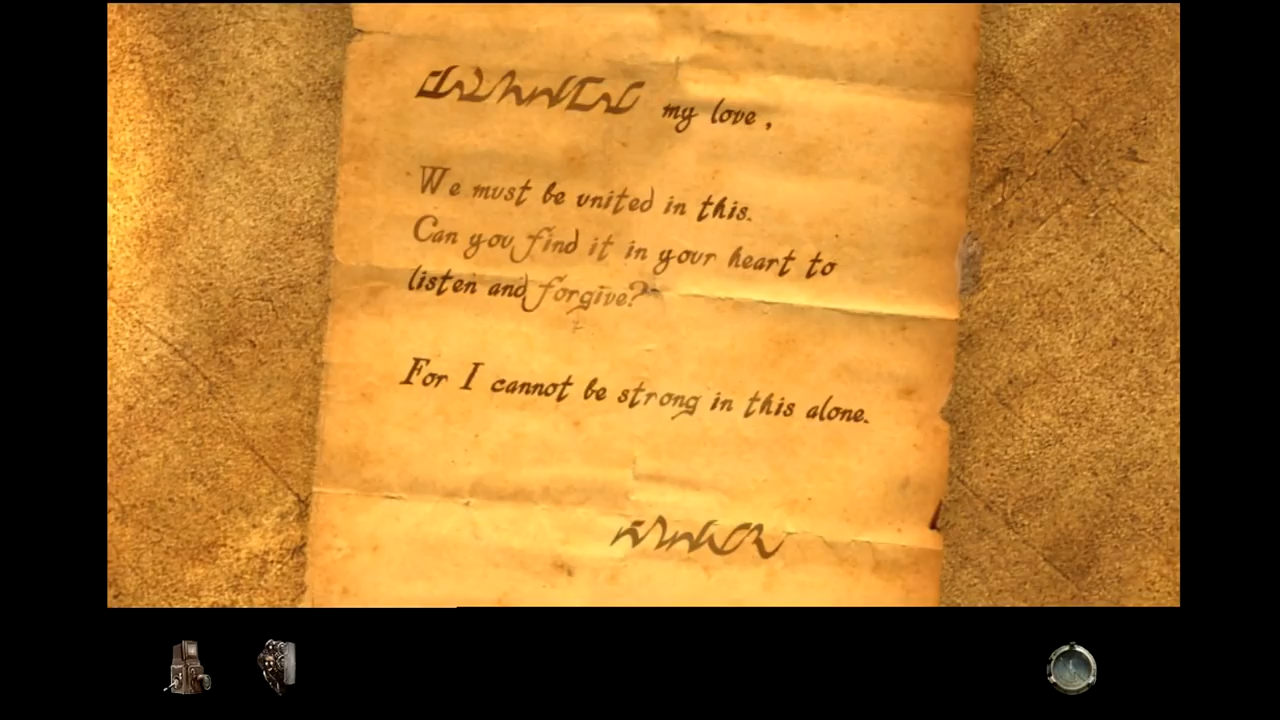 my love,
We must be united in this.
Can you find it in your heart to
listen and forgive?
For I cannot be strong in this alone.